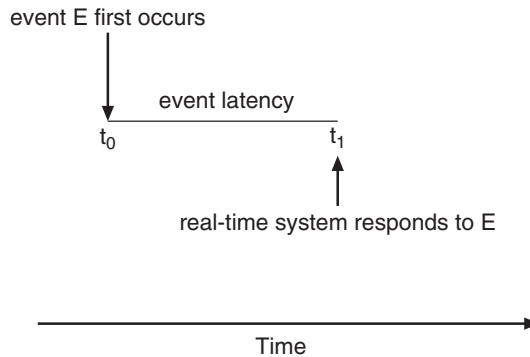 event E first occurs
event latency
t₀
t₁
real-time system responds to E
Time